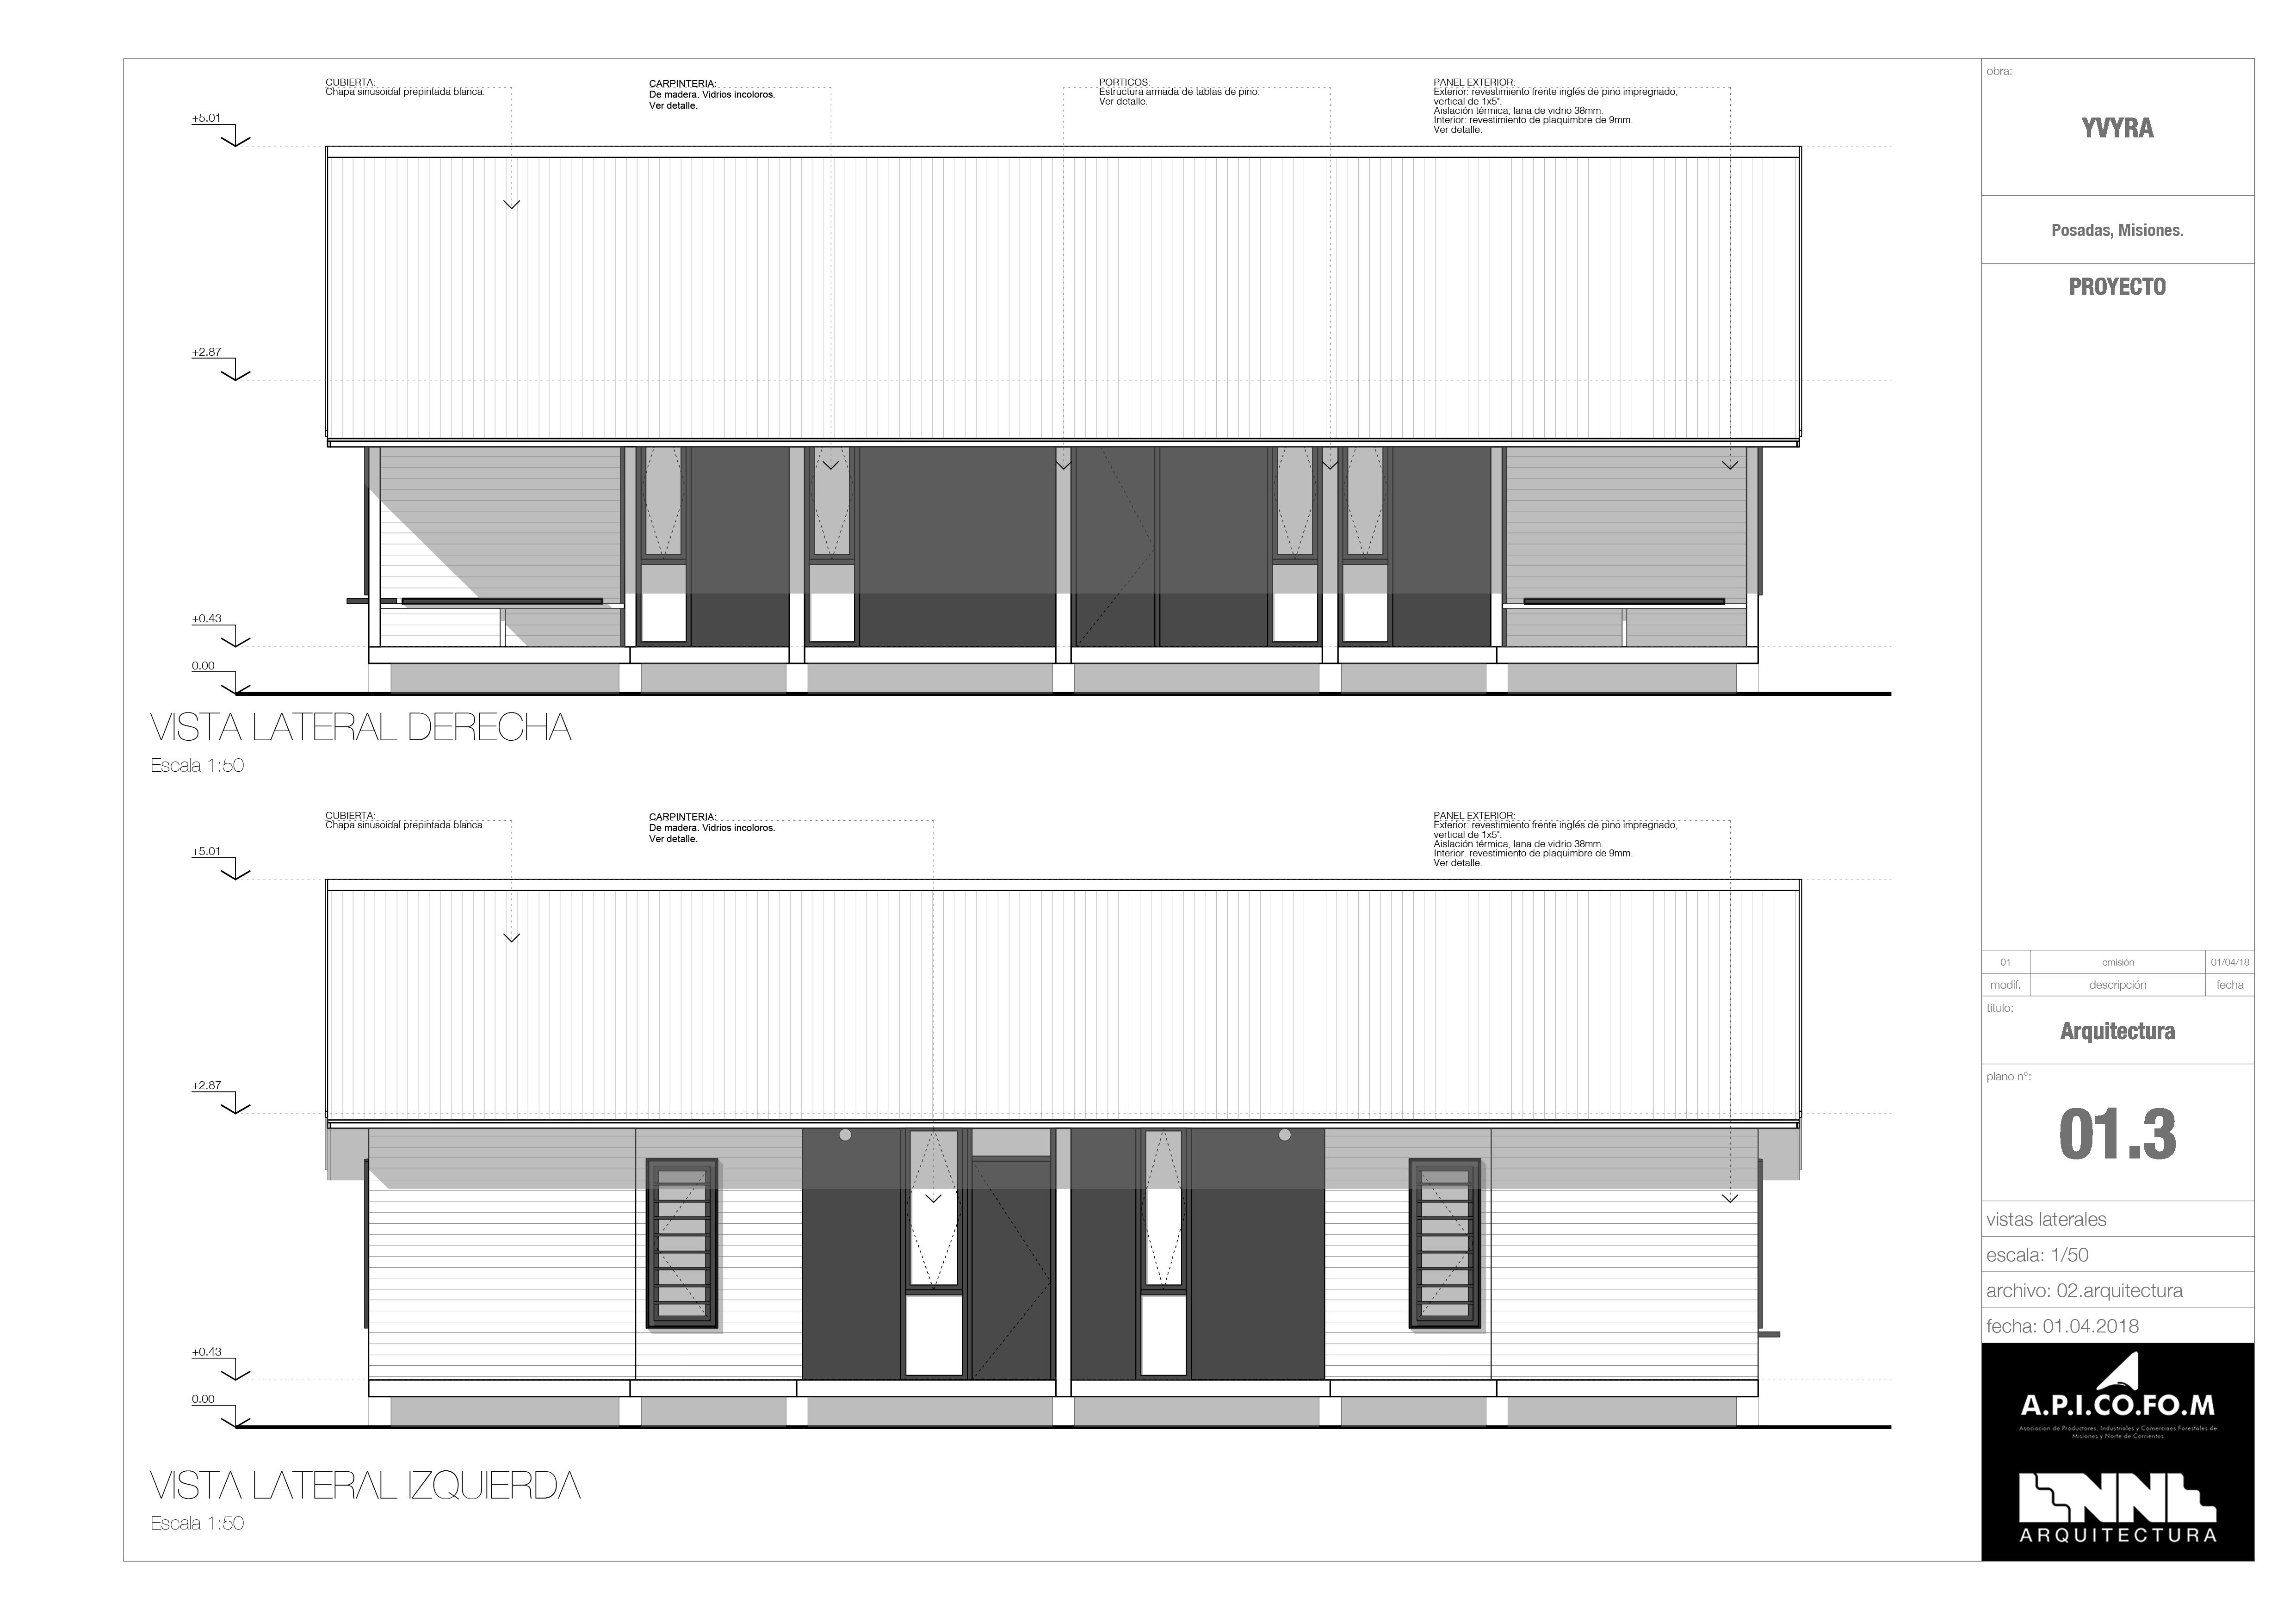 CUBIERTA:
Chapa sinusoidal prepintada blanca.
CARPINTERIA:
De madera. Vidrios incoloros.
Ver detalle.
PORTICOS:
Estructura armada de tablas de pino.
Ver detalle.
PANEL EXTERIOR:
Exterior: revestimiento frente inglés de pino impregnado,
vertical de 1x5".
Aislación térmica, lana de vidrio 38mm.
Interior: revestimiento de plaquimbre de 9mm.
Ver detalle.
+5.01
+2.87
+0.43
0.00
VISTA LATERAL DERECHA
Escala 1:50
CUBIERTA:
Chapa sinusoidal prepintada blanca.
CARPINTERIA:
De madera. Vidrios incoloros.
Ver detalle.
PANEL EXTERIOR:
Exterior: revestimiento frente inglés de pino impregnado,
vertical de 1x5".
Aislación térmica, lana de vidrio 38mm.
Interior: revestimiento de plaquimbre de 9mm.
Ver detalle.
+5.01
+2.87
+0.43
0.00
VISTA LATERAL IZQUIERDA
Escala 1:50
obra:
YVYRA
Posadas, Misiones.
PROYECTO
01 emisión 01/04/18
modif. descripción fecha
título:
Arquitectura
plano nº:
01.3
vistas laterales
escala: 1/50
archivo: 02.arquitectura
fecha: 01.04.2018
A.P.I.CO.FO.M
Asociacion de Productores, Industriales y Comerciaes Forestales de
Misiones y Norte de Corrientes
ENNE
ARQUITECTURA